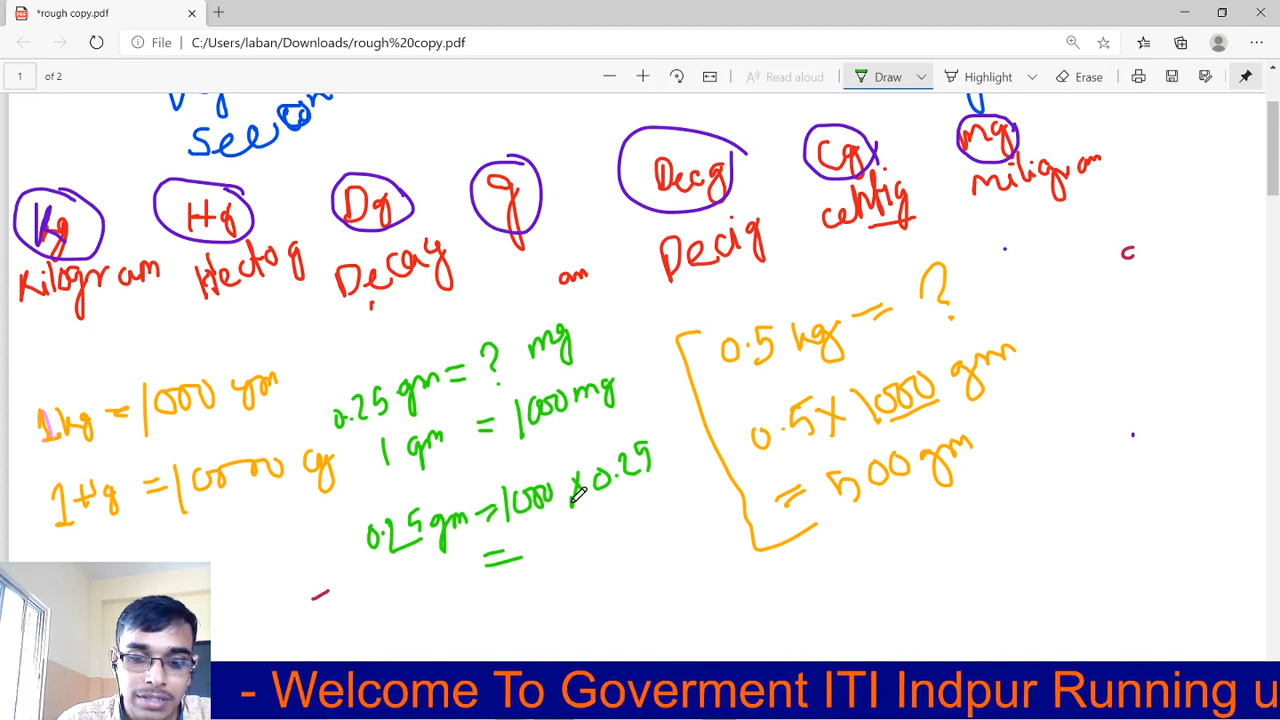 *rough copy.pdf
File C:/Users/laban/Downloads/rough%20copy.pdf
1 of 2 Read aloud Draw Highlight Erase
See
Kg Hg Dg g Decg Cg mg
Kilogram Hectog Decag am Decig centig miligram
1kg = 1000 gm
1Hg = 10000 cg
0.25 gm = ? mg
1 gm = 1000 mg
0.25 gm = 1000 x 0.25
=
0.5 kg = ?
0.5 x 1000 gm
= 500 gm
c
- Welcome To Goverment ITI Indpur Running u